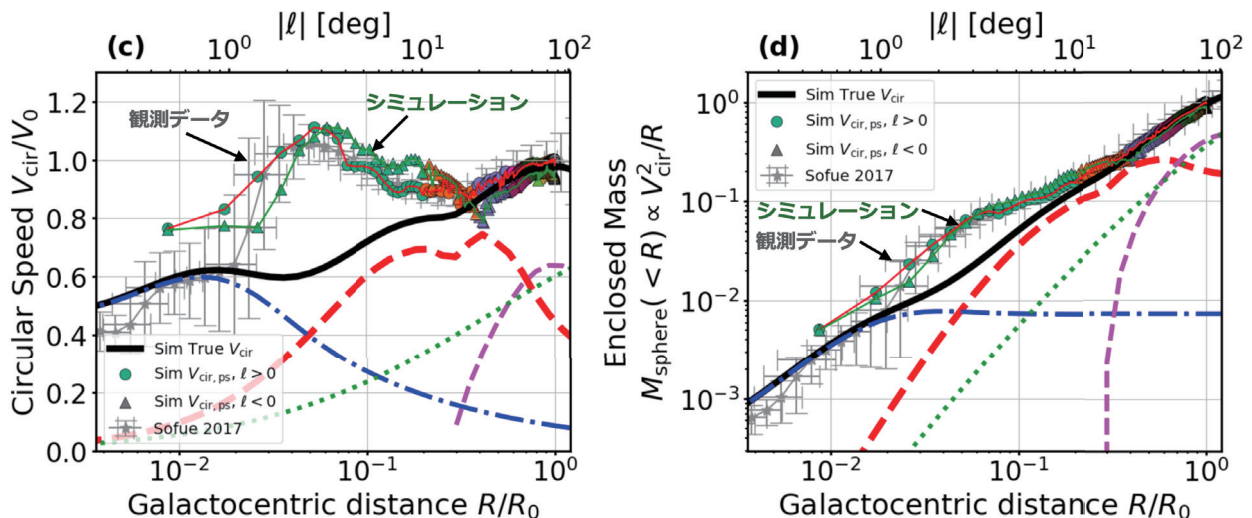 |ℓ| [deg]
10⁰ 10¹ 10²
(c)
シミュレーション
観測データ
Circular Speed V_cir/V_0
1.2
1.0
0.8
0.6
0.4
0.2
0.0
Sim True V_cir
Sim V_cir,ps, ℓ > 0
Sim V_cir,ps, ℓ < 0
Sofue 2017
10⁻² 10⁻¹ 10⁰
Galactocentric distance R/R_0
|ℓ| [deg]
10⁰ 10¹ 10²
(d)
Sim True V_cir
Sim V_cir,ps, ℓ > 0
Sim V_cir,ps, ℓ < 0
Sofue 2017
シミュレーション
観測データ
Enclosed Mass
M_sphere(< R) ∝ V²_cir/R
10⁰
10⁻¹
10⁻²
10⁻³
10⁻² 10⁻¹ 10⁰
Galactocentric distance R/R_0